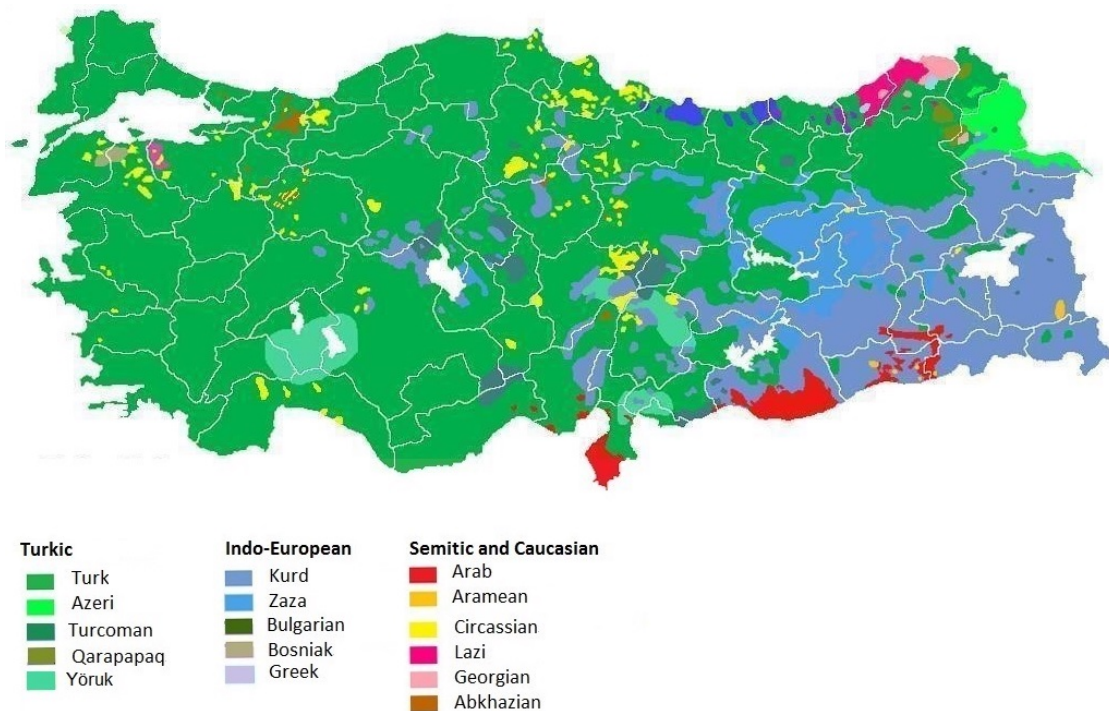 Turkic
Turk
Azeri
Turcoman
Qarapapaq
Yöruk
Indo-European
Kurd
Zaza
Bulgarian
Bosniak
Greek
Semitic and Caucasian
Arab
Aramean
Circassian
Lazi
Georgian
Abkhazian